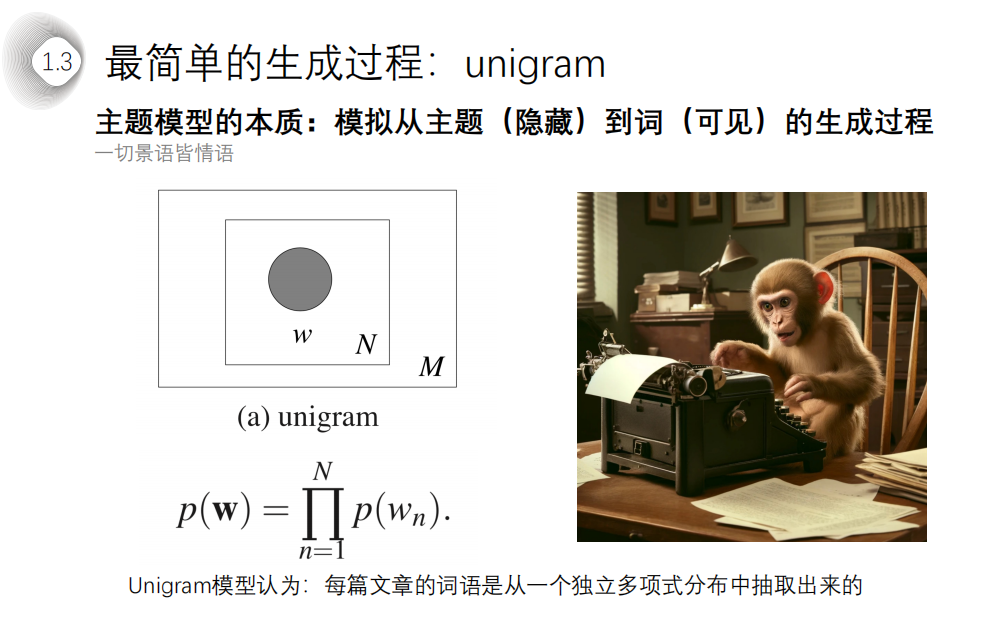 1.3
最简单的生成过程：unigram
主题模型的本质：模拟从主题（隐藏）到词（可见）的生成过程
一切景语皆情语
w
N
M
(a) unigram
p(𝐰) = ∏_{n=1}^{N} p(w_n).
Unigram模型认为：每篇文章的词语是从一个独立多项式分布中抽取出来的